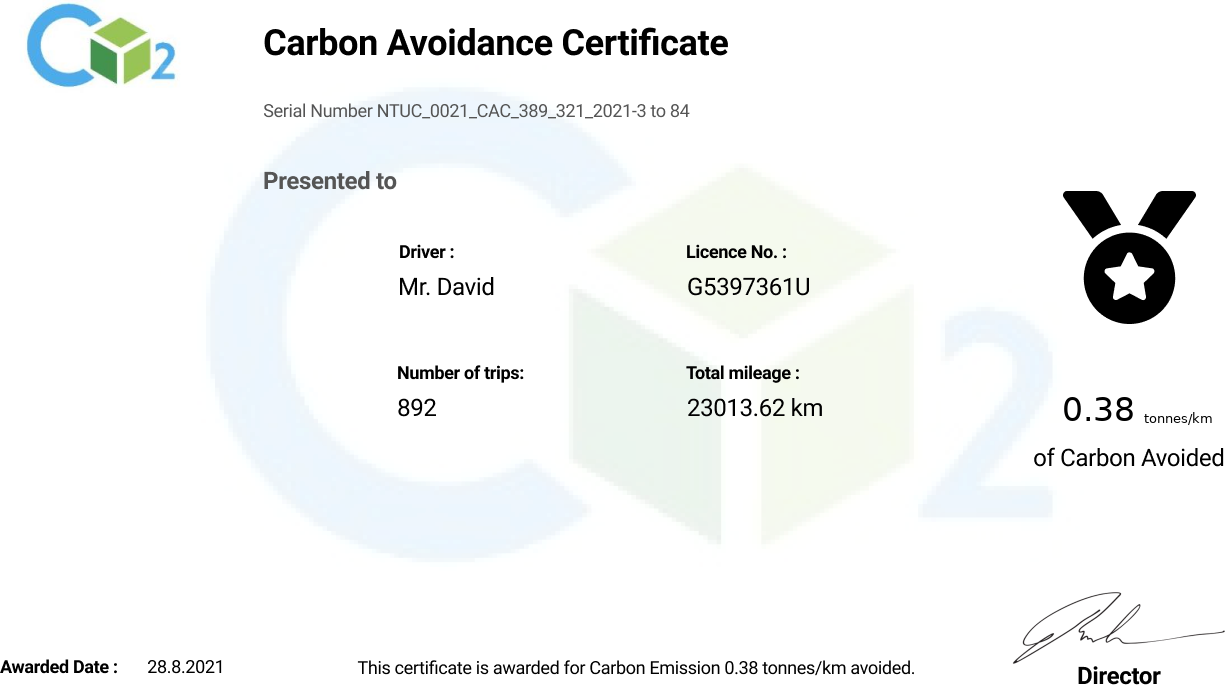 Carbon Avoidance Certificate
Serial Number NTUC_0021_CAC_389_321_2021-3 to 84
Presented to
Driver :
Mr. David
Licence No. :
G5397361U
Number of trips:
892
Total mileage :
23013.62 km
0.38 tonnes/km
of Carbon Avoided
Awarded Date : 28.8.2021
This certificate is awarded for Carbon Emission 0.38 tonnes/km avoided.
Director